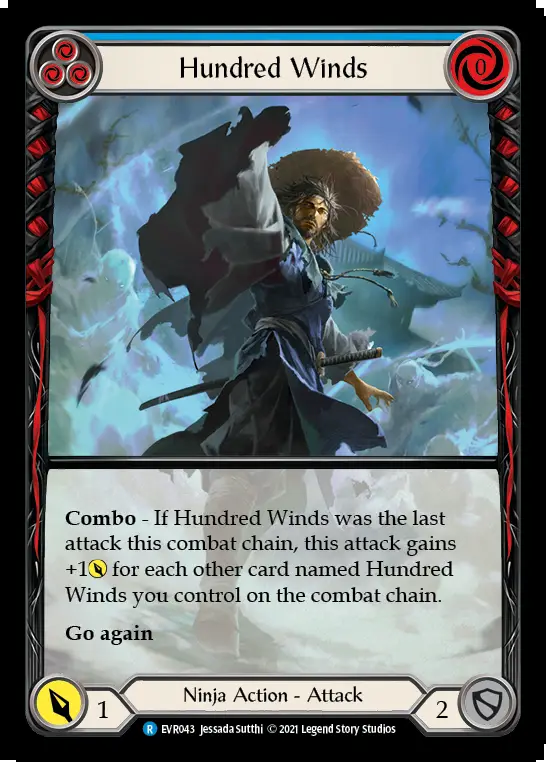 Hundred Winds
0
Combo - If Hundred Winds was the last
attack this combat chain, this attack gains
+1 for each other card named Hundred
Winds you control on the combat chain.
Go again
1
Ninja Action - Attack
2
R EVR043 Jessada Sutthi © 2021 Legend Story Studios